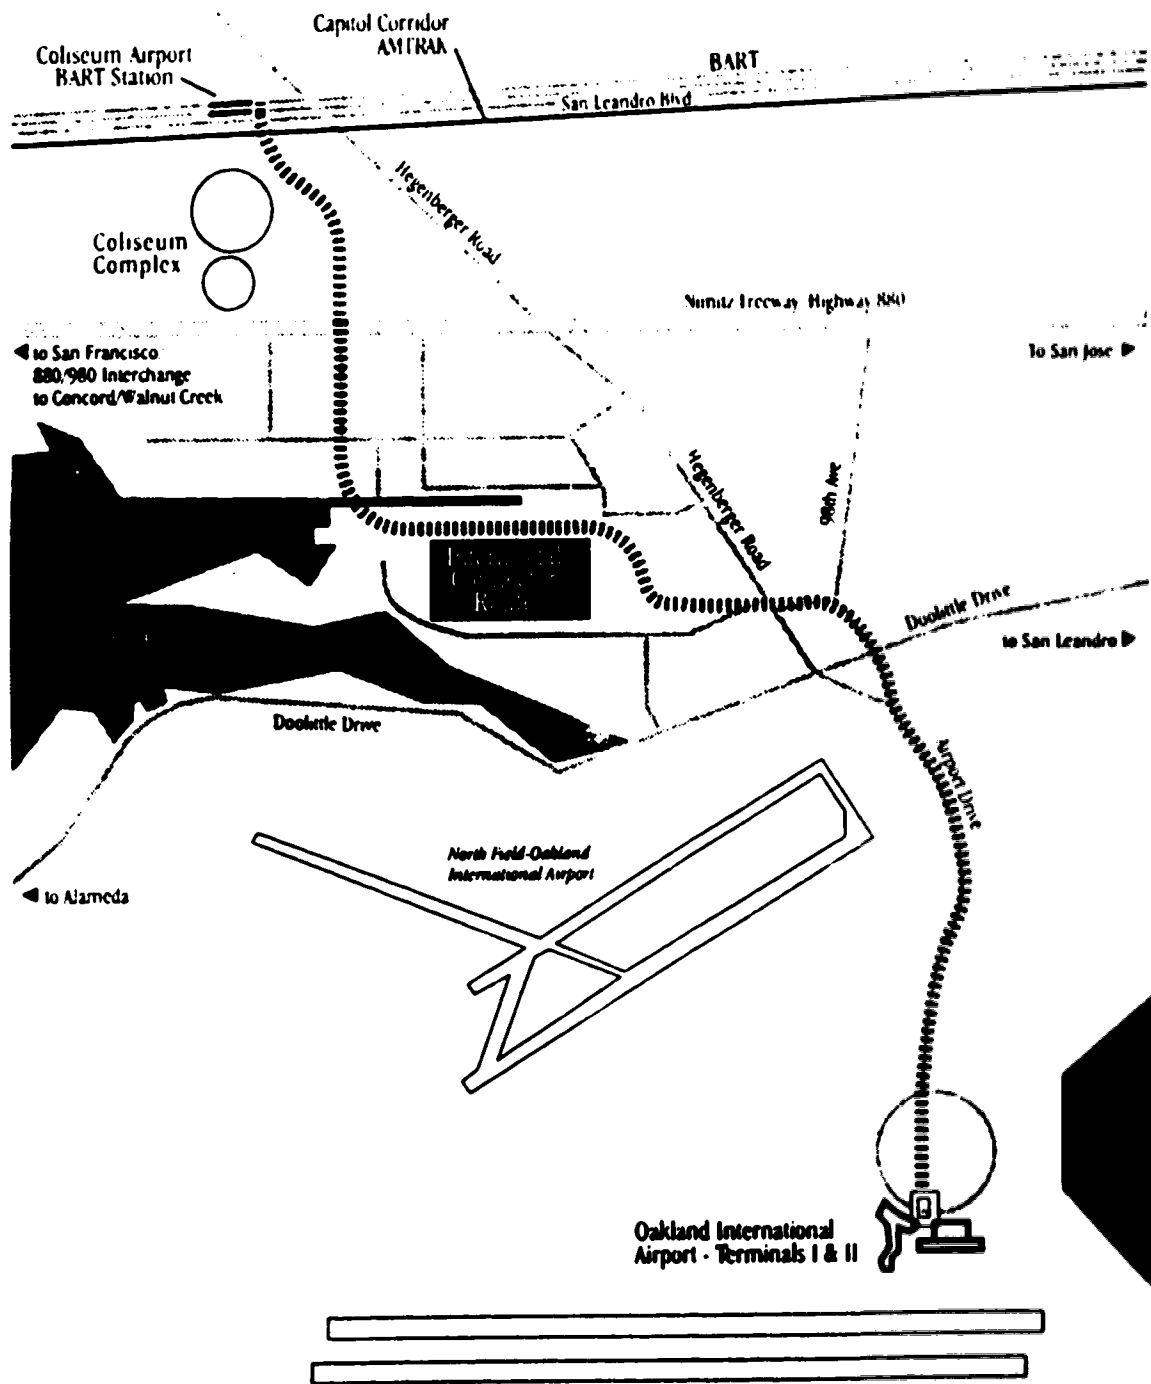 Capitol Corridor
AMTRAK
Coliseum Airport
BART Station
BART
San Leandro Blvd
Hegenberger Road
Coliseum
Complex
Nimitz Freeway Highway 880
to San Francisco
880/980 Interchange
to Concord/Walnut Creek
To San Jose
Hegenberger Road
98th Ave
Doolittle Drive
to San Leandro
Doolittle Drive
Airport Drive
North Field-Oakland
International Airport
to Alameda
Oakland International
Airport - Terminals I & II